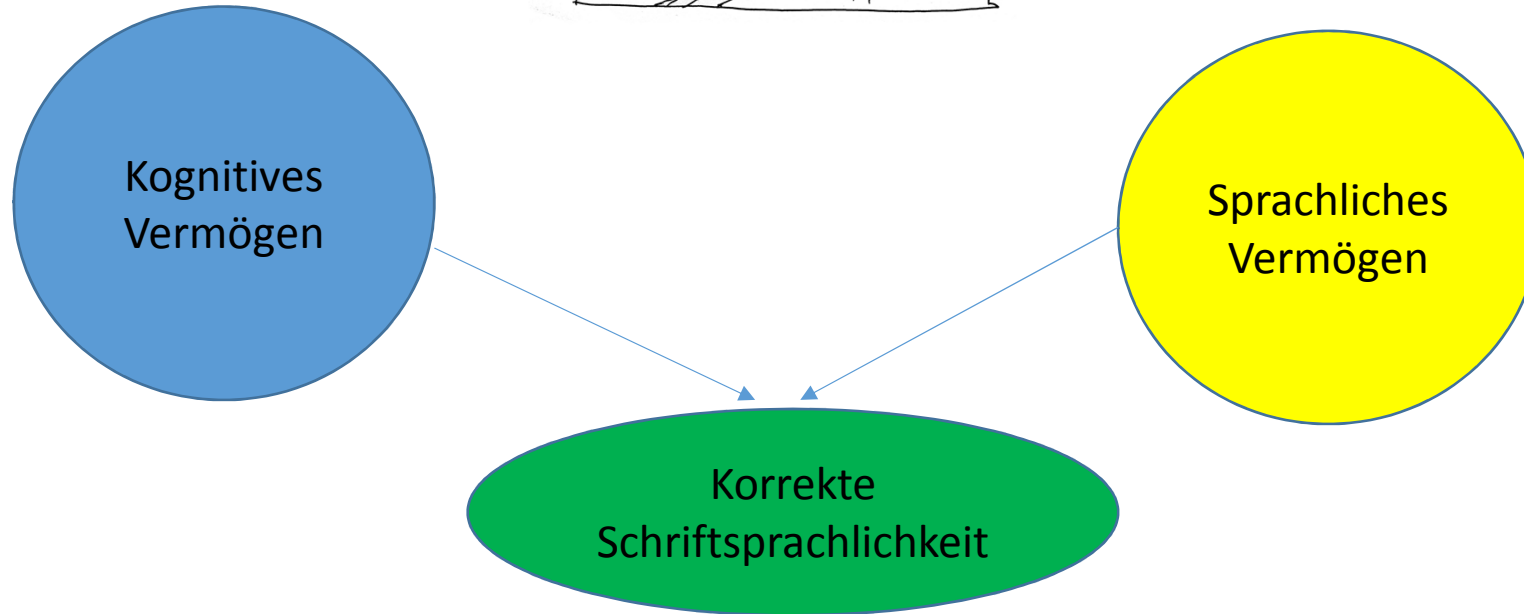 Kognitives
Vermögen
Sprachliches
Vermögen
Korrekte
Schriftsprachlichkeit